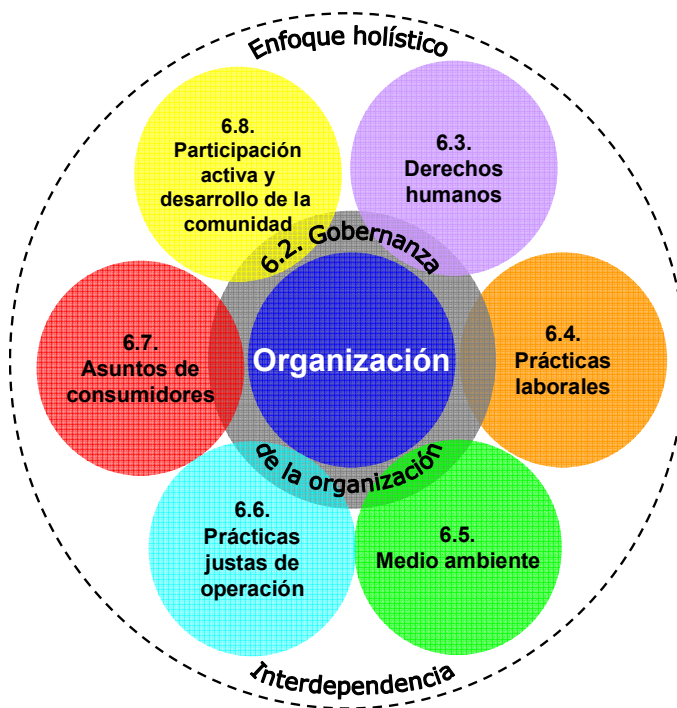 Enfoque holístico
6.8.
Participación
activa y
desarrollo de la
comunidad
6.3.
Derechos
humanos
6.2. Gobernanza
Organización
de la organización
6.7.
Asuntos de
consumidores
6.4.
Prácticas
laborales
6.6.
Prácticas
justas de
operación
6.5.
Medio ambiente
Interdependencia